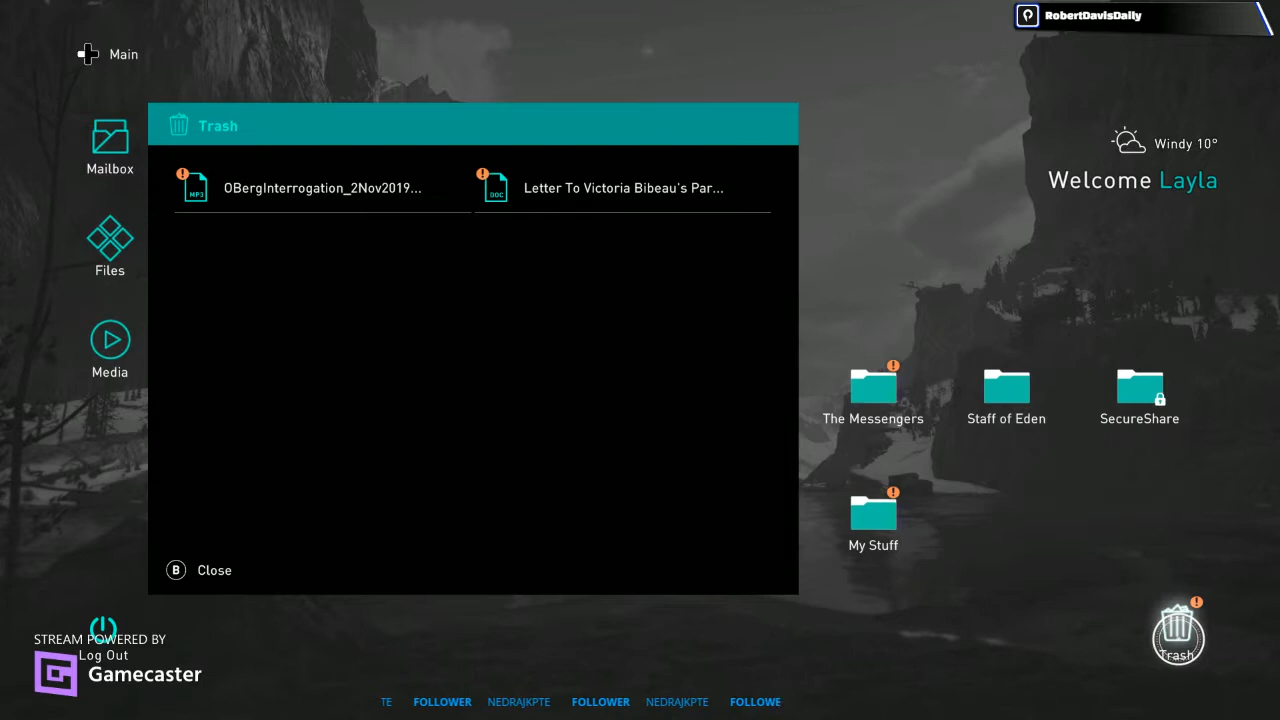 RobertDavisDaily
Main
Trash
Mailbox
Windy 10°
Welcome Layla
MP3
OBergInterrogation_2Nov2019...
DOC
Letter To Victoria Bibeau's Par...
Files
Media
The Messengers
Staff of Eden
SecureShare
My Stuff
B Close
STREAM POWERED BY
Log Out
Gamecaster
Trash
TE FOLLOWER NEDRAJKPTE FOLLOWER NEDRAJKPTE FOLLOWE